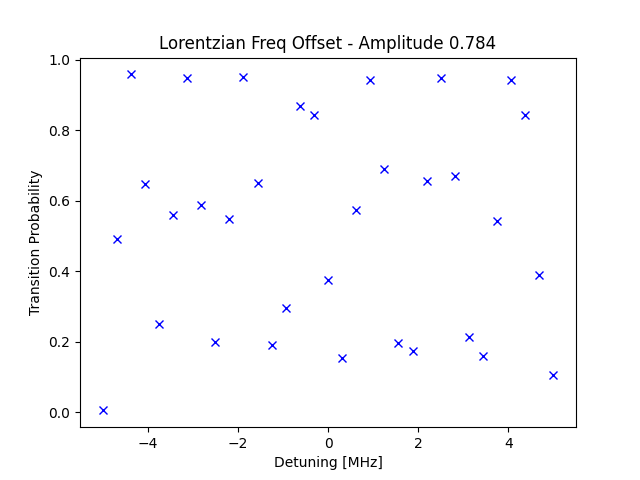 Lorentzian Freq Offset - Amplitude 0.784
1.0
0.8
0.6
0.4
0.2
0.0
Transition Probability
−4 −2 0 2 4
Detuning [MHz]